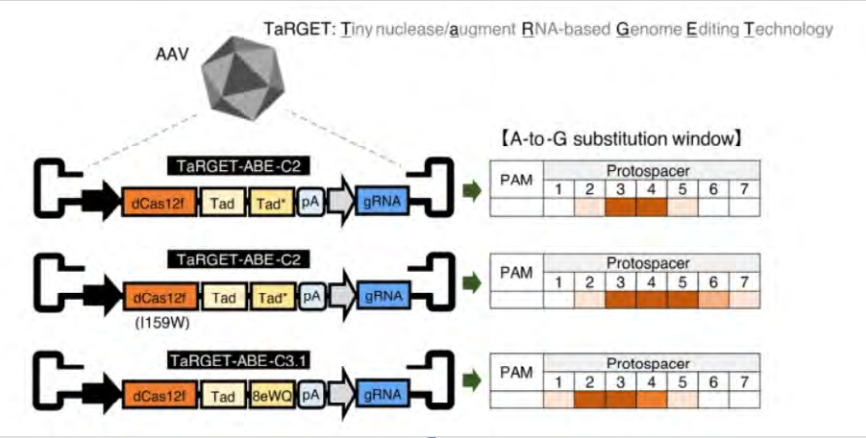 TaRGET: Tiny nuclease/augment RNA-based Genome Editing Technology
AAV
【A-to-G substitution window】
TaRGET-ABE-C2
dCas12f Tad Tad* pA gRNA
PAM Protospacer
1 2 3 4 5 6 7
TaRGET-ABE-C2
dCas12f Tad Tad* pA gRNA
(I159W)
PAM Protospacer
1 2 3 4 5 6 7
TaRGET-ABE-C3.1
dCas12f Tad 8eWQ pA gRNA
PAM Protospacer
1 2 3 4 5 6 7